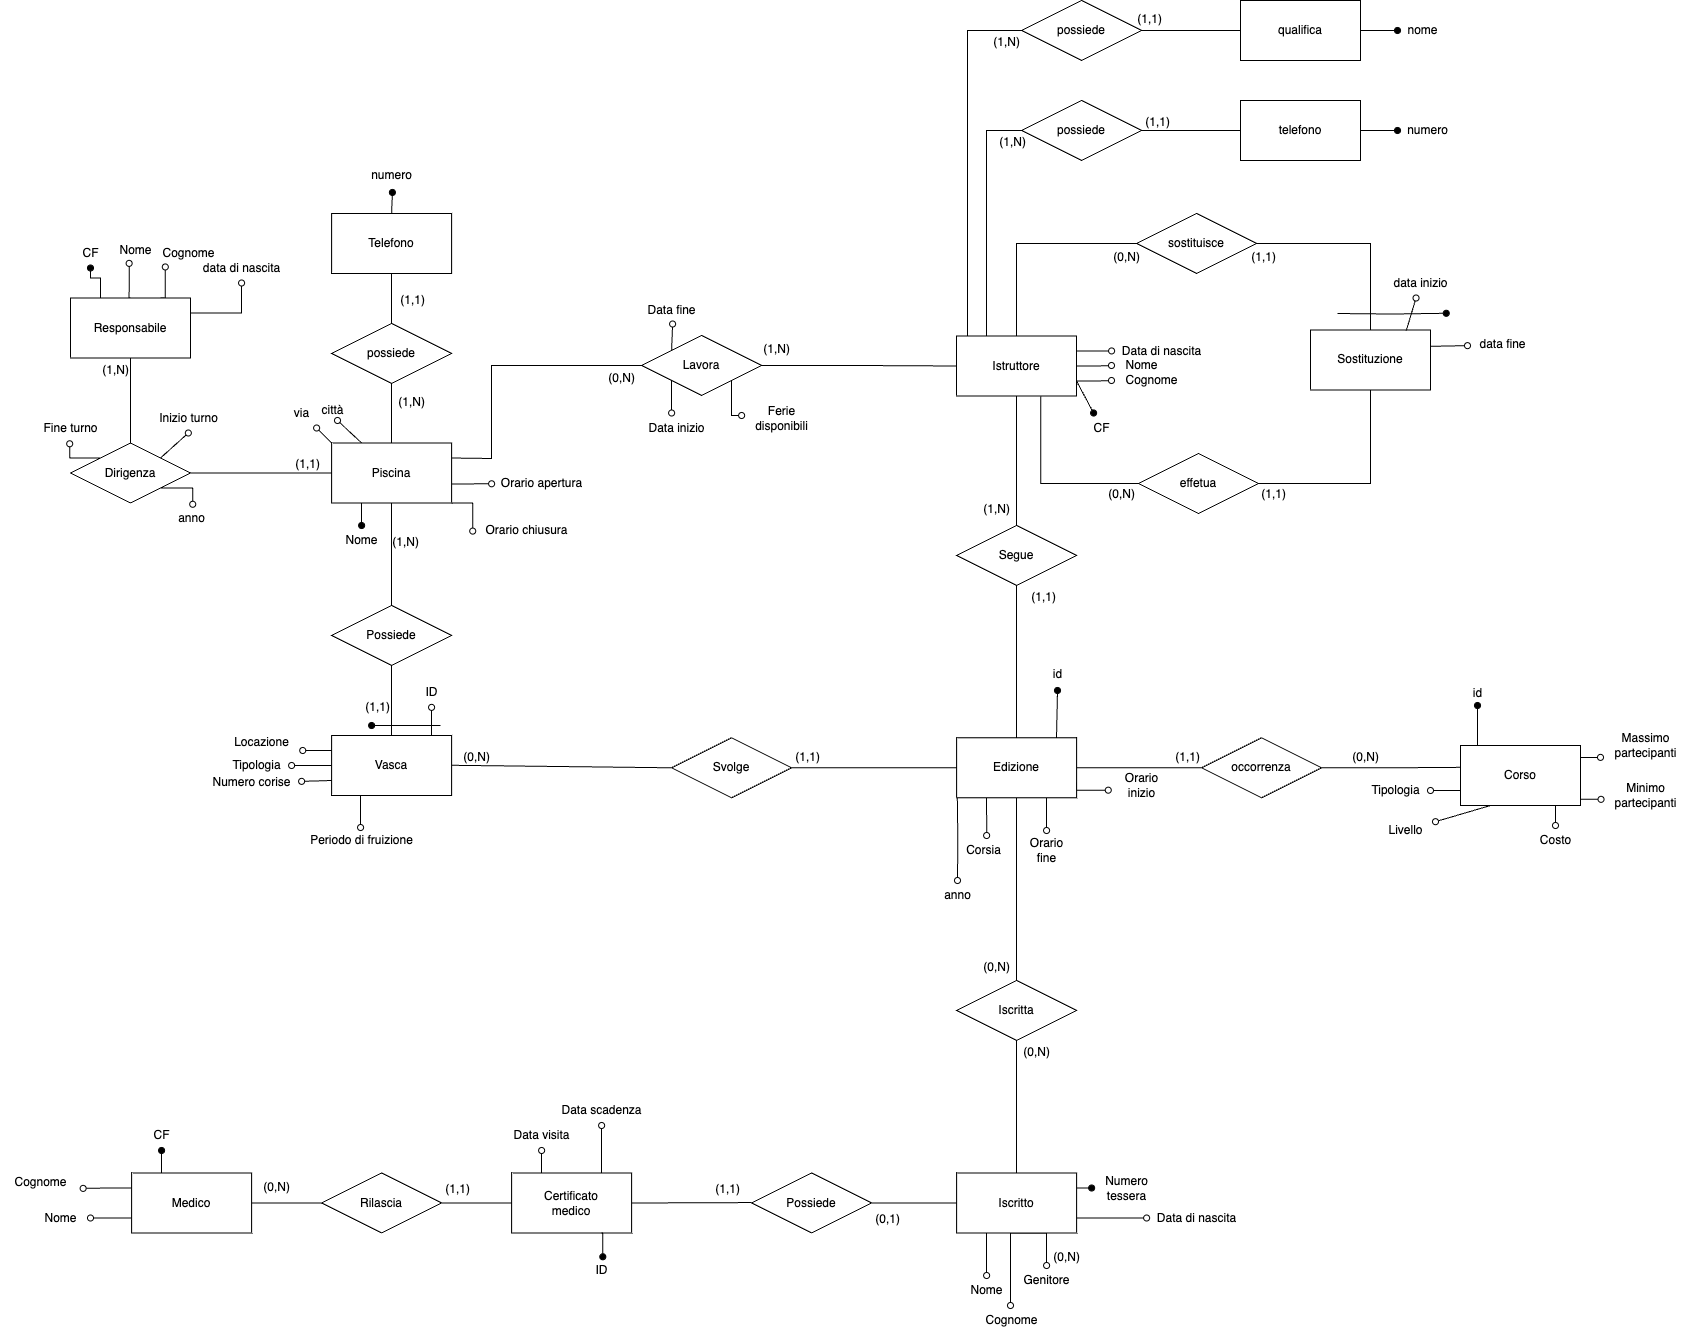 possiede
(1,1)
(1,N)
qualifica
nome
possiede
(1,1)
(1,N)
telefono
numero
numero
Telefono
(1,1)
possiede
(1,N)
CF
Nome
Cognome
data di nascita
Responsabile
(1,N)
Fine turno
Inizio turno
Dirigenza
anno
(1,1)
via
città
Piscina
Orario apertura
Orario chiusura
Nome
(1,N)
Data fine
Lavora
(0,N)
(1,N)
Data inizio
Ferie
disponibili
sostituisce
(0,N)
(1,1)
data inizio
Sostituzione
data fine
Istruttore
Data di nascita
Nome
Cognome
CF
effetua
(0,N)
(1,1)
(1,N)
Segue
(1,1)
Possiede
(1,1)
ID
Locazione
Tipologia
Numero corise
Vasca
Periodo di fruizione
(0,N)
Svolge
(1,1)
id
Edizione
Orario
inizio
Corsia
Orario
fine
anno
(1,1)
occorrenza
(0,N)
id
Corso
Massimo
partecipanti
Minimo
partecipanti
Tipologia
Livello
Costo
(0,N)
Iscritta
(0,N)
CF
Cognome
Nome
Medico
(0,N)
Rilascia
(1,1)
Data scadenza
Data visita
Certificato
medico
ID
(1,1)
Possiede
(0,1)
Iscritto
Numero
tessera
Data di nascita
(0,N)
Genitore
Nome
Cognome